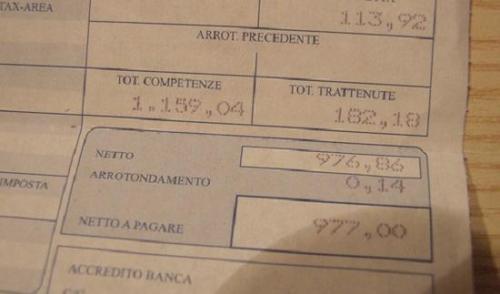 TAX-AREA
113,92
ARROT. PRECEDENTE
TOT. COMPETENZE TOT. TRATTENUTE
1.159,04 182,18
NETTO 976,86
ARROTONDAMENTO 0,14
IMPOSTA
NETTO A PAGARE 977,00
ACCREDITO BANCA